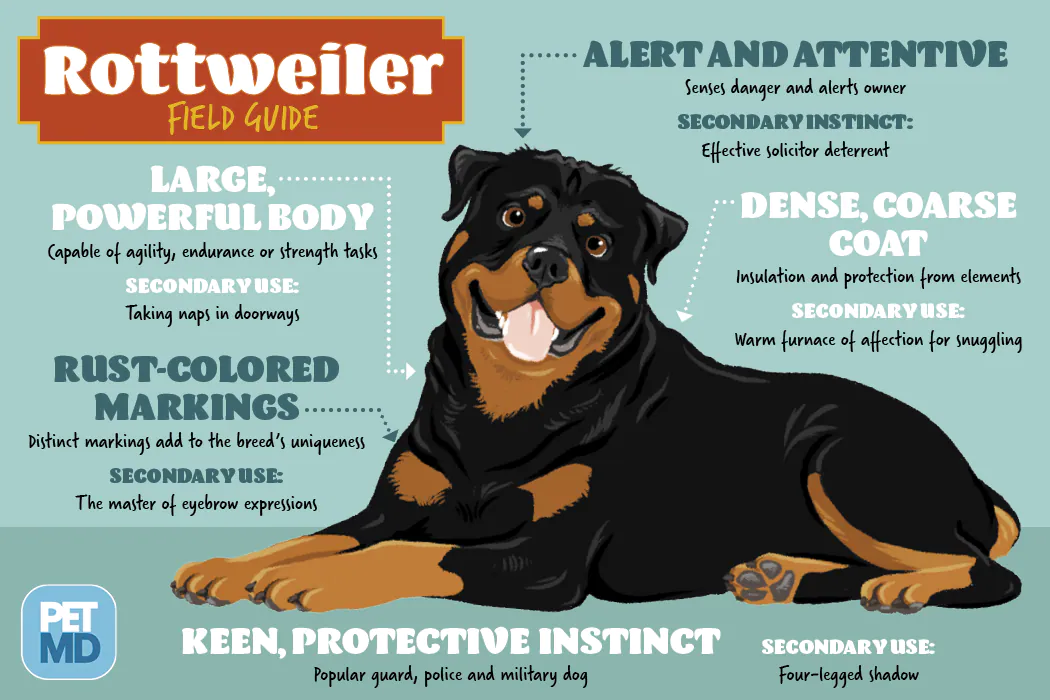 Rottweiler
FIELD GUIDE
ALERT AND ATTENTIVE
Senses danger and alerts owner
SECONDARY INSTINCT:
Effective solicitor deterrent
LARGE,
POWERFUL BODY
Capable of agility, endurance or strength tasks
SECONDARY USE:
Taking naps in doorways
DENSE, COARSE
COAT
Insulation and protection from elements
SECONDARY USE:
Warm furnace of affection for snuggling
RUST-COLORED
MARKINGS
Distinct markings add to the breed's uniqueness
SECONDARY USE:
The master of eyebrow expressions
KEEN, PROTECTIVE INSTINCT
Popular guard, police and military dog
SECONDARY USE:
Four-legged shadow
PET
MD